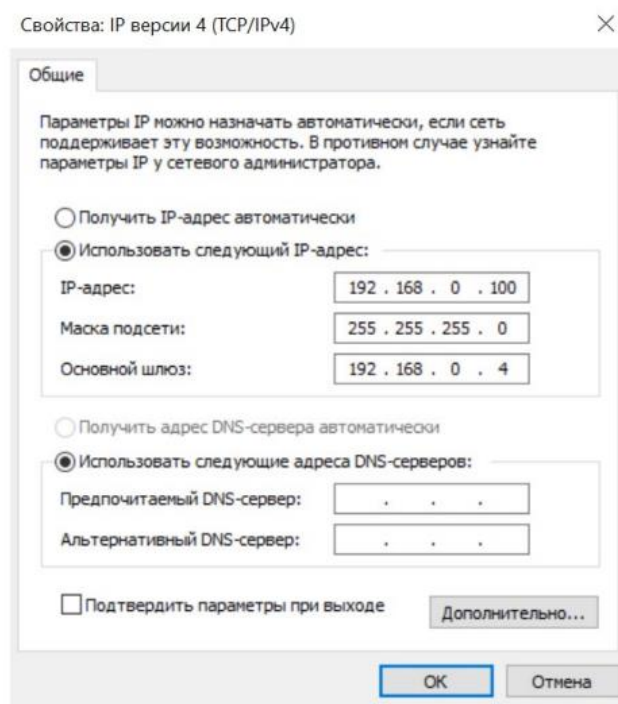 Свойства: IP версии 4 (TCP/IPv4)
Общие
Параметры IP можно назначать автоматически, если сеть
поддерживает эту возможность. В противном случае узнайте
параметры IP у сетевого администратора.
Получить IP-адрес автоматически
Использовать следующий IP-адрес:
IP-адрес: 192 . 168 . 0 . 100
Маска подсети: 255 . 255 . 255 . 0
Основной шлюз: 192 . 168 . 0 . 4
Получить адрес DNS-сервера автоматически
Использовать следующие адреса DNS-серверов:
Предпочитаемый DNS-сервер: . . .
Альтернативный DNS-сервер: . . .
Подтвердить параметры при выходе
Дополнительно...
ОК Отмена